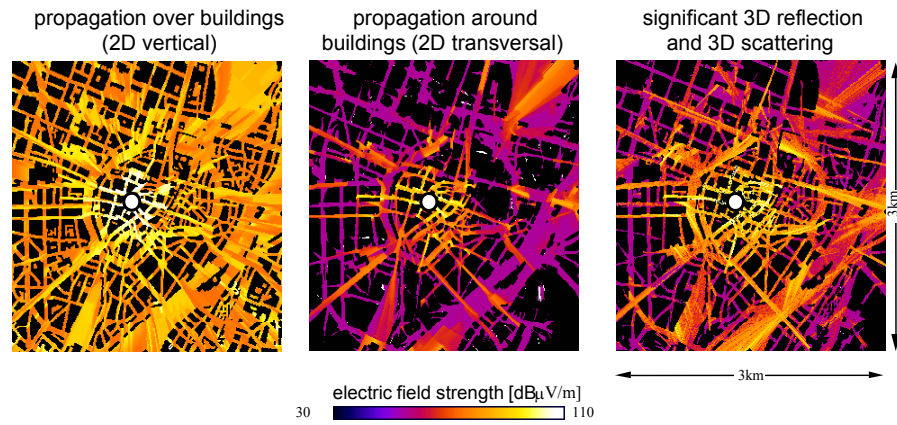 propagation over buildings
(2D vertical)
propagation around
buildings (2D transversal)
significant 3D reflection
and 3D scattering
3km
3km
electric field strength [dBµV/m]
30
110